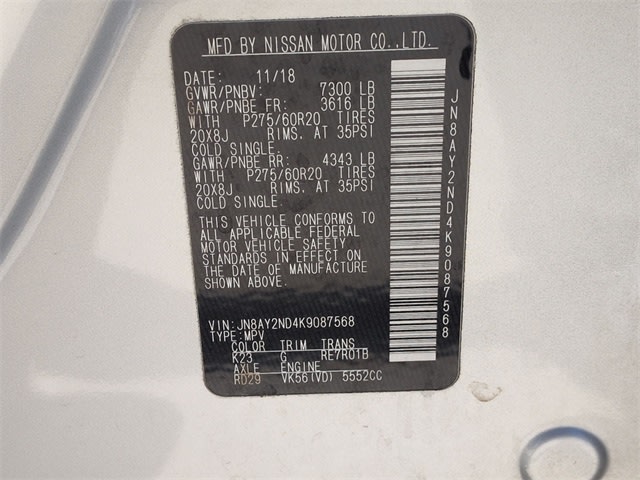 MFD BY NISSAN MOTOR CO.,LTD.
DATE: 11/18
GVWR/PNBV: 7300 LB
GAWR/PNBE FR: 3616 LB
WITH P275/60R20 TIRES
20X8J RIMS, AT 35PSI
COLD SINGLE.
GAWR/PNBE RR: 4343 LB
WITH P275/60R20 TIRES
20X8J RIMS, AT 35PSI
COLD SINGLE.
THIS VEHICLE CONFORMS TO
ALL APPLICABLE FEDERAL
MOTOR VEHICLE SAFETY
STANDARDS IN EFFECT ON
THE DATE OF MANUFACTURE
SHOWN ABOVE.
VIN:JN8AY2ND4K9087568
TYPE:MPV
COLOR TRIM TRANS
K23 G RE7R01B
AXLE ENGINE
RD29 VK56(VD) 5552CC
JN8AY2ND4K9087568